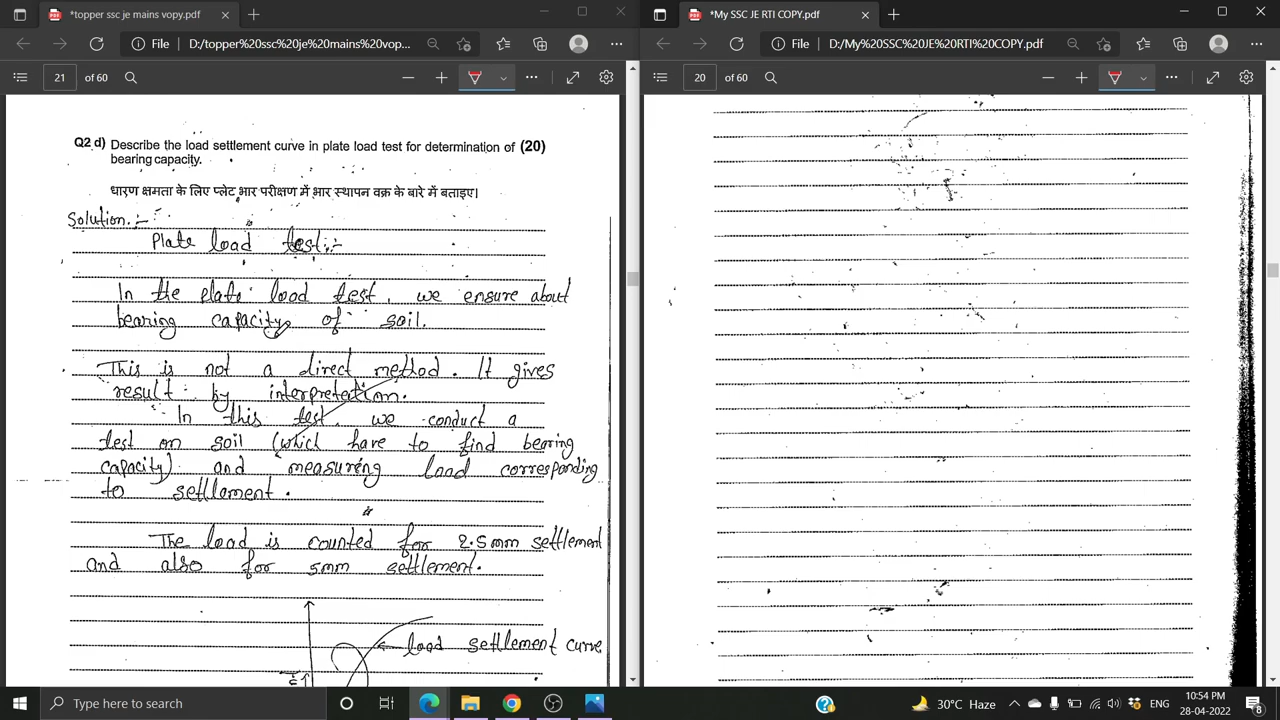 *topper ssc je mains vopy.pdf
*My SSC JE RTI COPY.pdf
File
D:/topper%20ssc%20je%20mains%20vop...
File
D:/My%20SSC%20JE%20RTI%20COPY.pdf
21 of 60
20 of 60
Q2 d) Describe the load settlement curve in plate load test for determination of (20)
bearing capacity.
धारण क्षमता के लिए प्लेट भार परीक्षण में भार स्थापन वक्र के बारे में बताइए।
Solution:-
Plate load test:-
In the plate load test, we ensure about
bearing capacity of soil.
This is not a direct method. It gives
result by interpretation.
In this test, we conduct a
test on soil (which have to find bearing
capacity) and measuring load corresponding
to settlement.
The load is counted for 2.5mm settlement
and also for 5mm settlement.
load settlement curve
Type here to search
30°C Haze
10:54 PM
28-04-2022